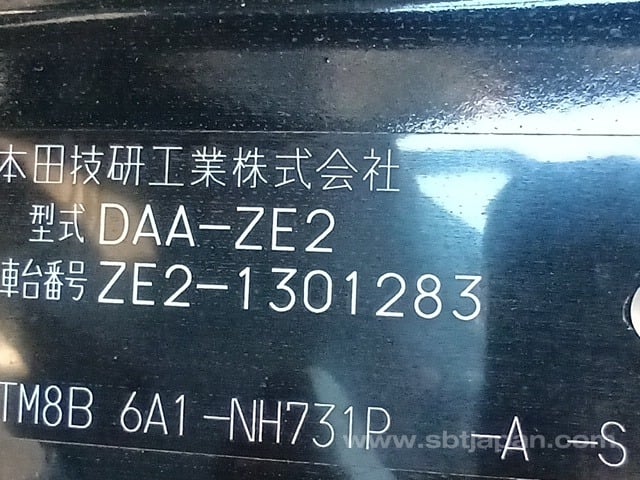 本田技研工業株式会社
型式 DAA-ZE2
車台番号 ZE2-1301283
TM8B 6A1-NH731P -A -S
www.sbtjapan.com